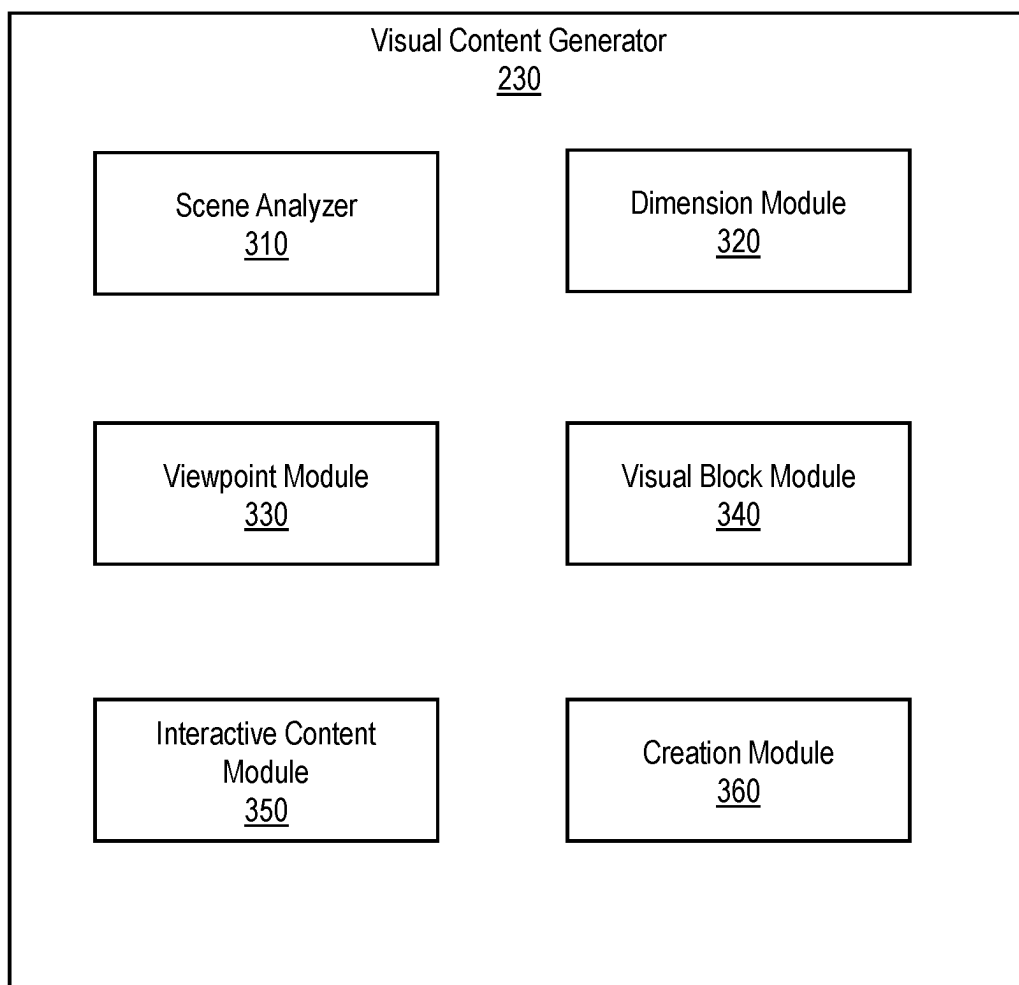 Visual Content Generator
230
Scene Analyzer
310
Dimension Module
320
Viewpoint Module
330
Visual Block Module
340
Interactive Content
Module
350
Creation Module
360